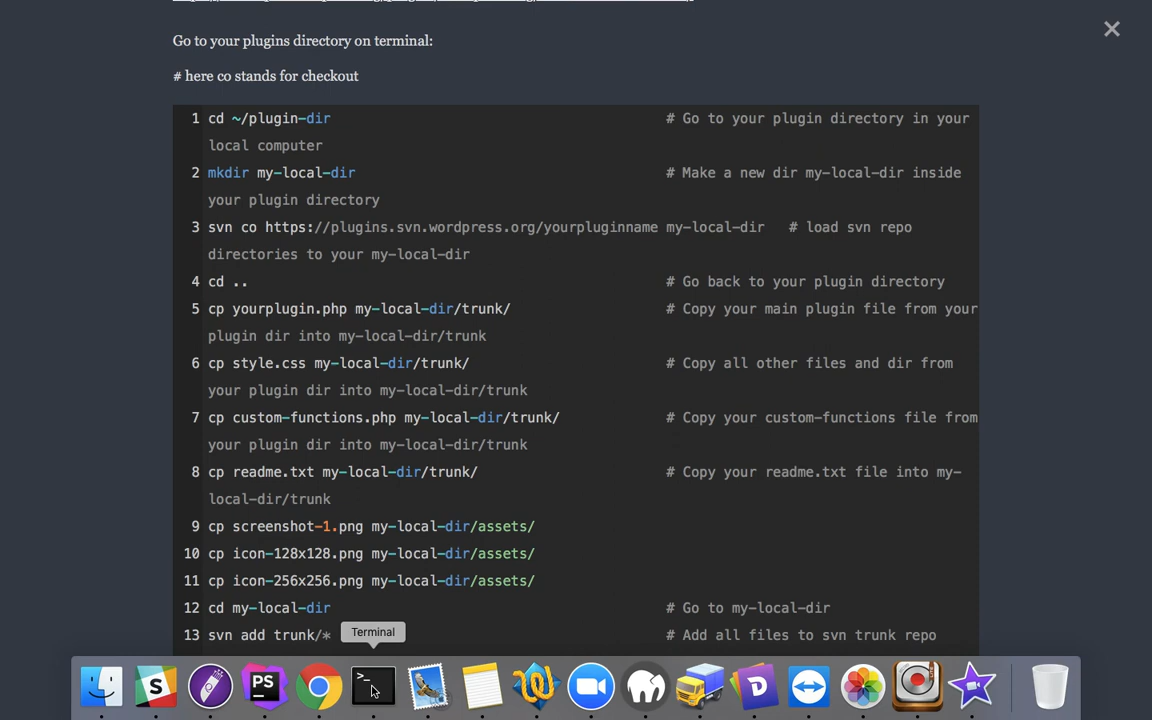 Go to your plugins directory on terminal:
# here co stands for checkout
1 cd ~/plugin-dir # Go to your plugin directory in your
local computer
2 mkdir my-local-dir # Make a new dir my-local-dir inside
your plugin directory
3 svn co https://plugins.svn.wordpress.org/yourpluginname my-local-dir # load svn repo
directories to your my-local-dir
4 cd .. # Go back to your plugin directory
5 cp yourplugin.php my-local-dir/trunk/ # Copy your main plugin file from your
plugin dir into my-local-dir/trunk
6 cp style.css my-local-dir/trunk/ # Copy all other files and dir from
your plugin dir into my-local-dir/trunk
7 cp custom-functions.php my-local-dir/trunk/ # Copy your custom-functions file from
your plugin dir into my-local-dir/trunk
8 cp readme.txt my-local-dir/trunk/ # Copy your readme.txt file into my-
local-dir/trunk
9 cp screenshot-1.png my-local-dir/assets/
10 cp icon-128x128.png my-local-dir/assets/
11 cp icon-256x256.png my-local-dir/assets/
12 cd my-local-dir # Go to my-local-dir
13 svn add trunk/* # Add all files to svn trunk repo
Terminal
S
PS
>_
D